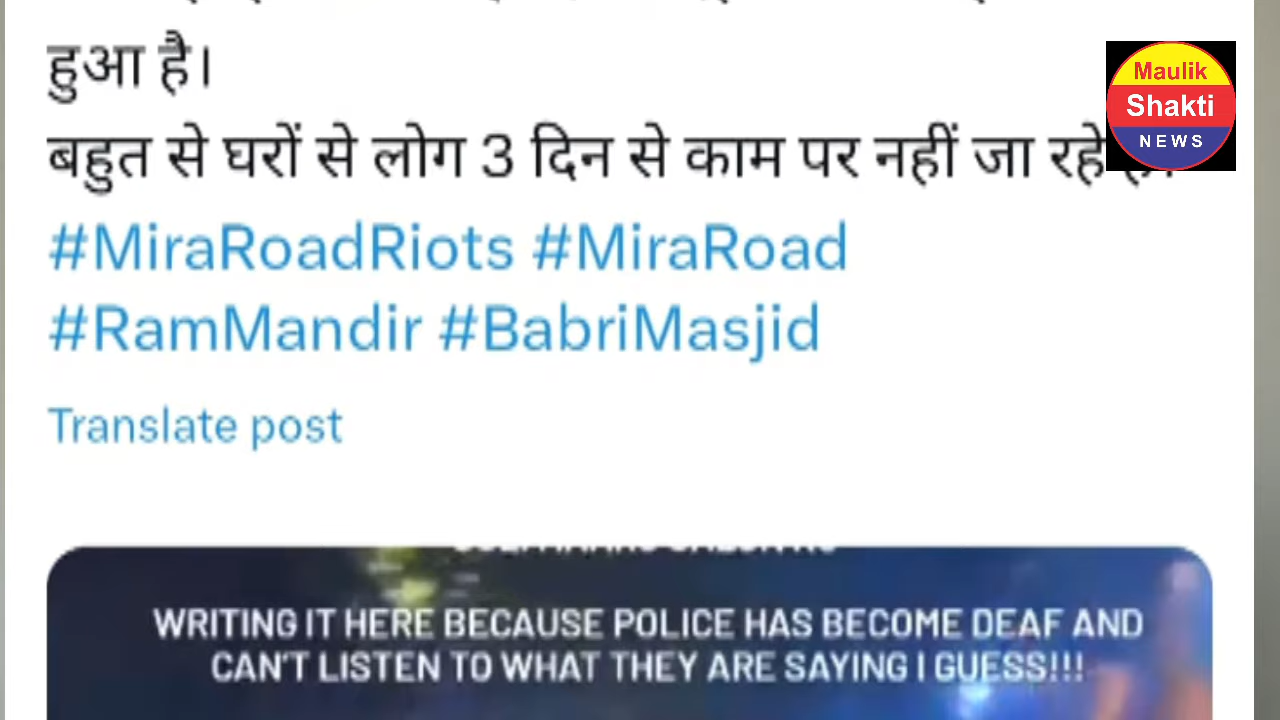 हुआ है।
बहुत से घरों से लोग 3 दिन से काम पर नहीं जा रहे
#MiraRoadRiots #MiraRoad
#RamMandir #BabriMasjid
Translate post
WRITING IT HERE BECAUSE POLICE HAS BECOME DEAF AND
CAN'T LISTEN TO WHAT THEY ARE SAYING I GUESS!!!
Maulik
Shakti
NEWS